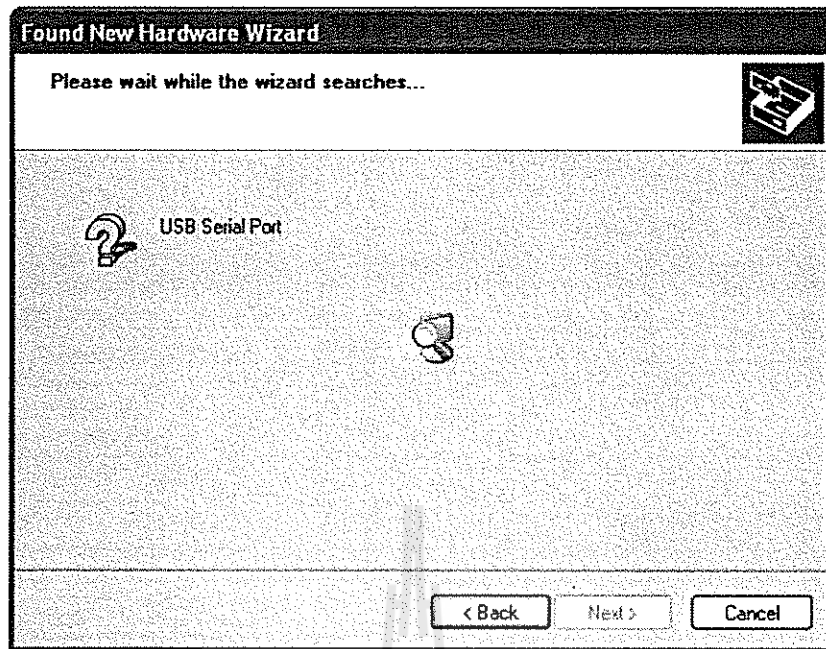 Found New Hardware Wizard
Please wait while the wizard searches...
USB Serial Port
< Back
Next >
Cancel